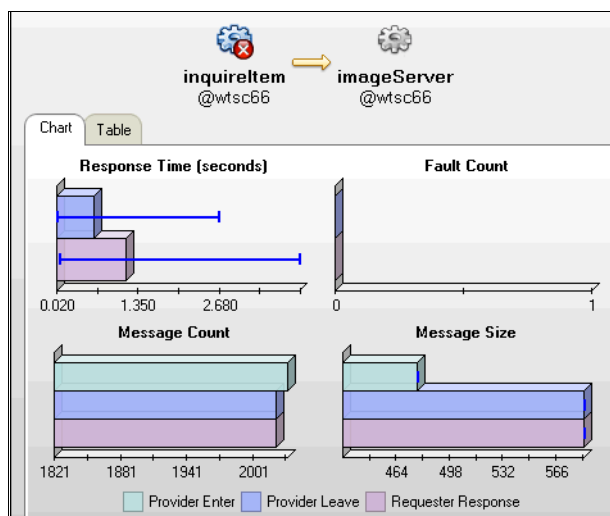 inquireItem
@wtsc66
imageServer
@wtsc66
Chart
Table
Response Time (seconds)
0.020 1.350 2.680
Fault Count
0 1
Message Count
1821 1881 1941 2001
Message Size
464 498 532 566
Provider Enter Provider Leave Requester Response